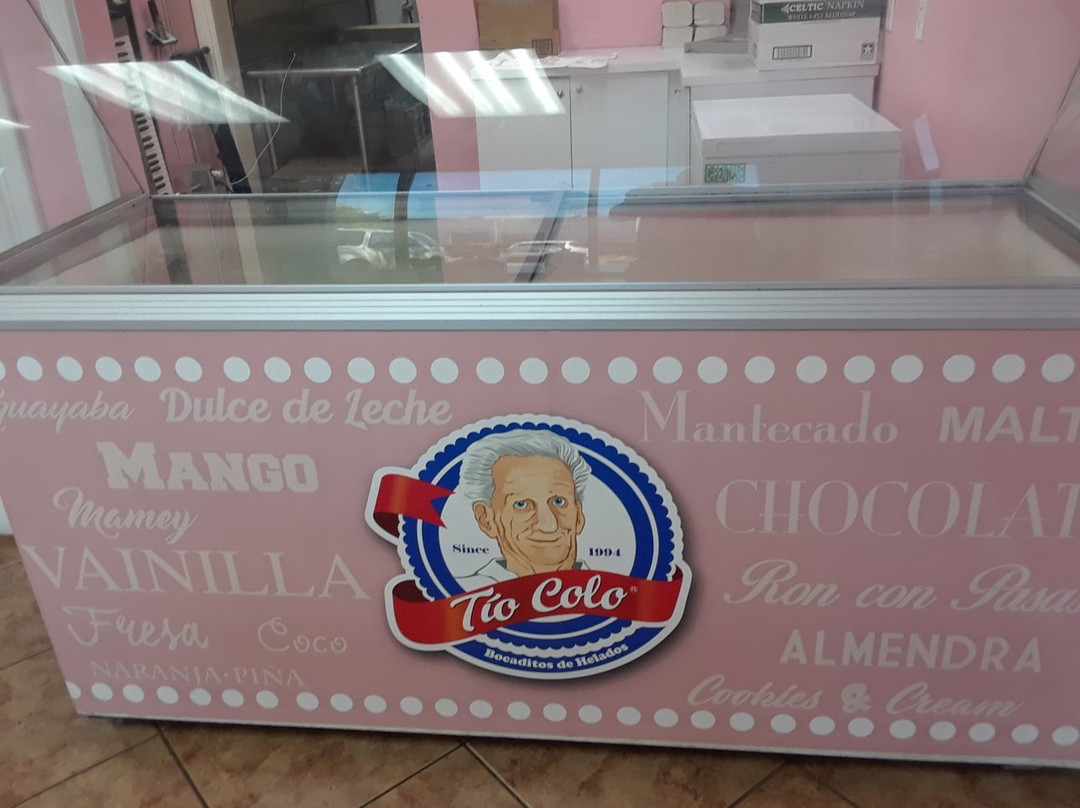 CELTIC NAPKIN
Guayaba
Dulce de Leche
MANGO
Mamey
VAINILLA
Fresa
Coco
NARANJA·PIÑA
Since 1994
Tío Colo®
Bocaditos de Helados
Mantecado
MALT
CHOCOLAT
Ron con Pasas
ALMENDRA
Cookies & Cream